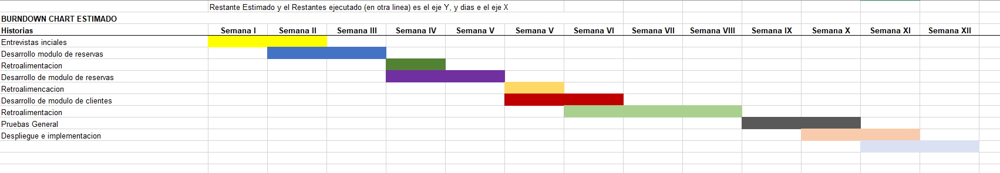 Restante Estimado y el Restantes ejecutado (en otra linea) es el eje Y, y dias e el eje X
BURNDOWN CHART ESTIMADO
Historias Semana I Semana II Semana III Semana IV Semana V Semana V Semana VI Semana VII Semana VIII Semana IX Semana X Semana XI Semana XII
Entrevistas inciales
Desarrollo modulo de reservas
Retroalimentacion
Desarrollo de modulo de reservas
Retroalimencacion
Desarrollo de modulo de clientes
Retroalimentacion
Pruebas General
Despliegue e implementacion